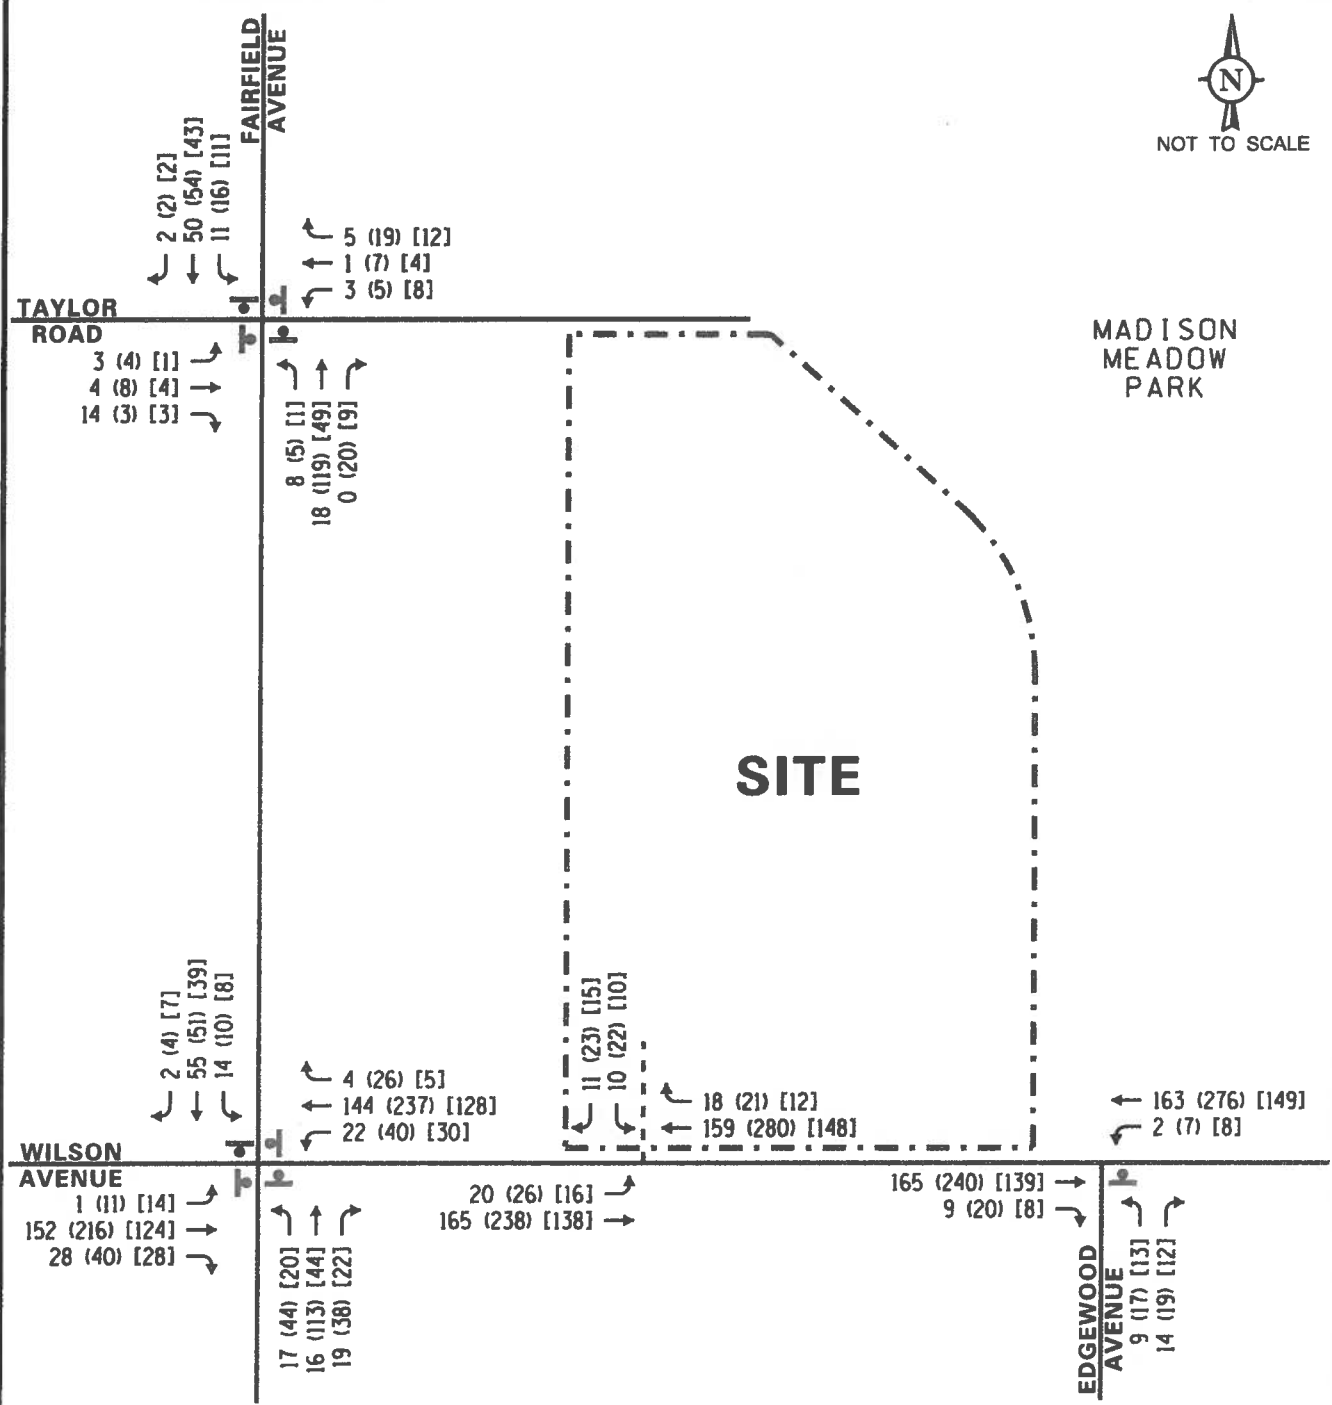 FAIRFIELD
AVENUE
N
NOT TO SCALE
2 (2) [2]
50 (54) [43]
11 (16) [11]
5 (19) [12]
1 (7) [4]
3 (5) [8]
TAYLOR
ROAD
3 (4) [1]
4 (8) [4]
14 (3) [3]
8 (5) [1]
18 (119) [49]
0 (20) [9]
MADISON
MEADOW
PARK
SITE
2 (4) [7]
55 (51) [39]
14 (10) [8]
4 (26) [5]
144 (237) [128]
22 (40) [30]
11 (23) [15]
10 (22) [10]
18 (21) [12]
159 (280) [148]
163 (276) [149]
2 (7) [8]
WILSON
AVENUE
1 (11) [14]
152 (216) [124]
28 (40) [28]
17 (44) [20]
16 (113) [44]
19 (38) [22]
20 (26) [16]
165 (238) [138]
165 (240) [139]
9 (20) [8]
EDGEWOOD
AVENUE
9 (17) [13]
14 (19) [12]